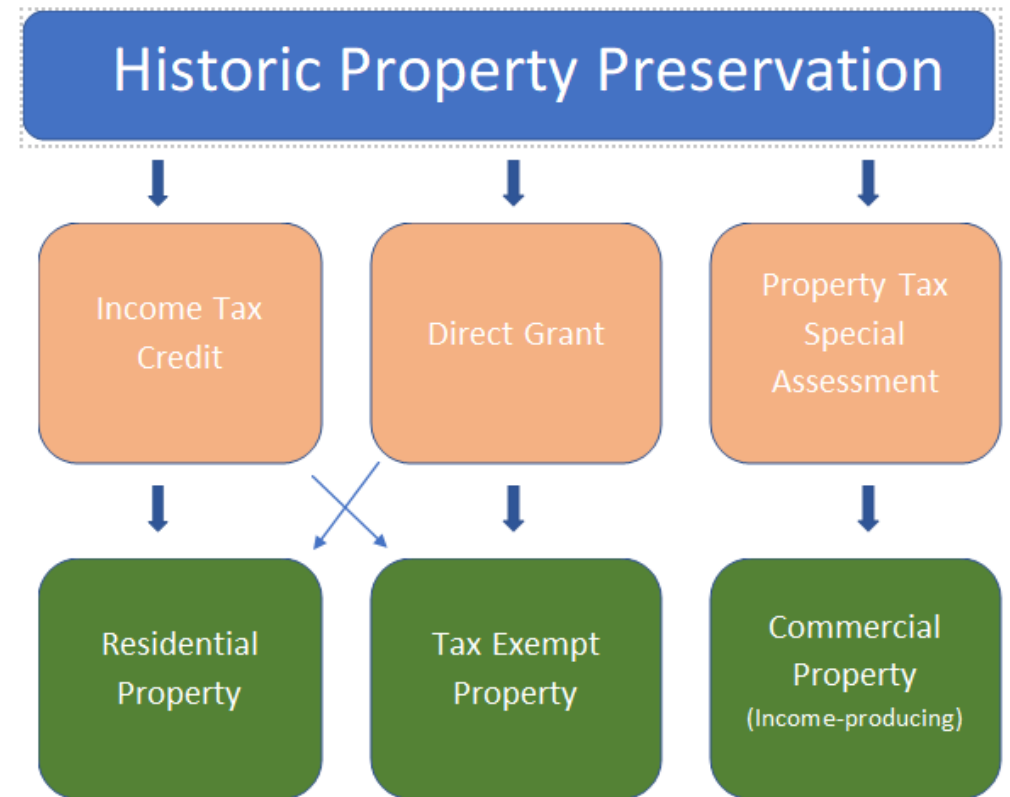 Historic Property Preservation
Income Tax
Credit
Direct Grant
Property Tax
Special
Assessment
Residential
Property
Tax Exempt
Property
Commercial
Property
(Income-producing)